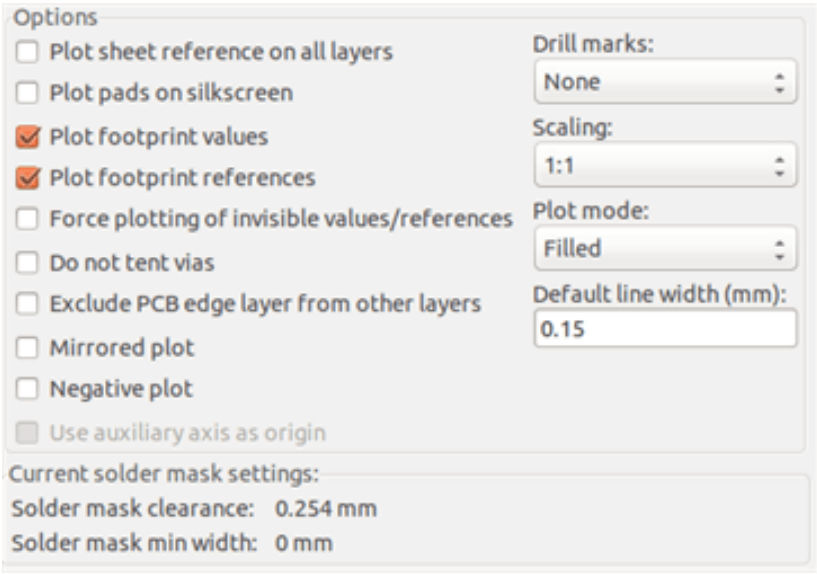 Options
Plot sheet reference on all layers
Plot pads on silkscreen
Plot footprint values
Plot footprint references
Force plotting of invisible values/references
Do not tent vias
Exclude PCB edge layer from other layers
Mirrored plot
Negative plot
Use auxiliary axis as origin
Drill marks:
None
Scaling:
1:1
Plot mode:
Filled
Default line width (mm):
0.15
Current solder mask settings:
Solder mask clearance: 0.254 mm
Solder mask min width: 0 mm